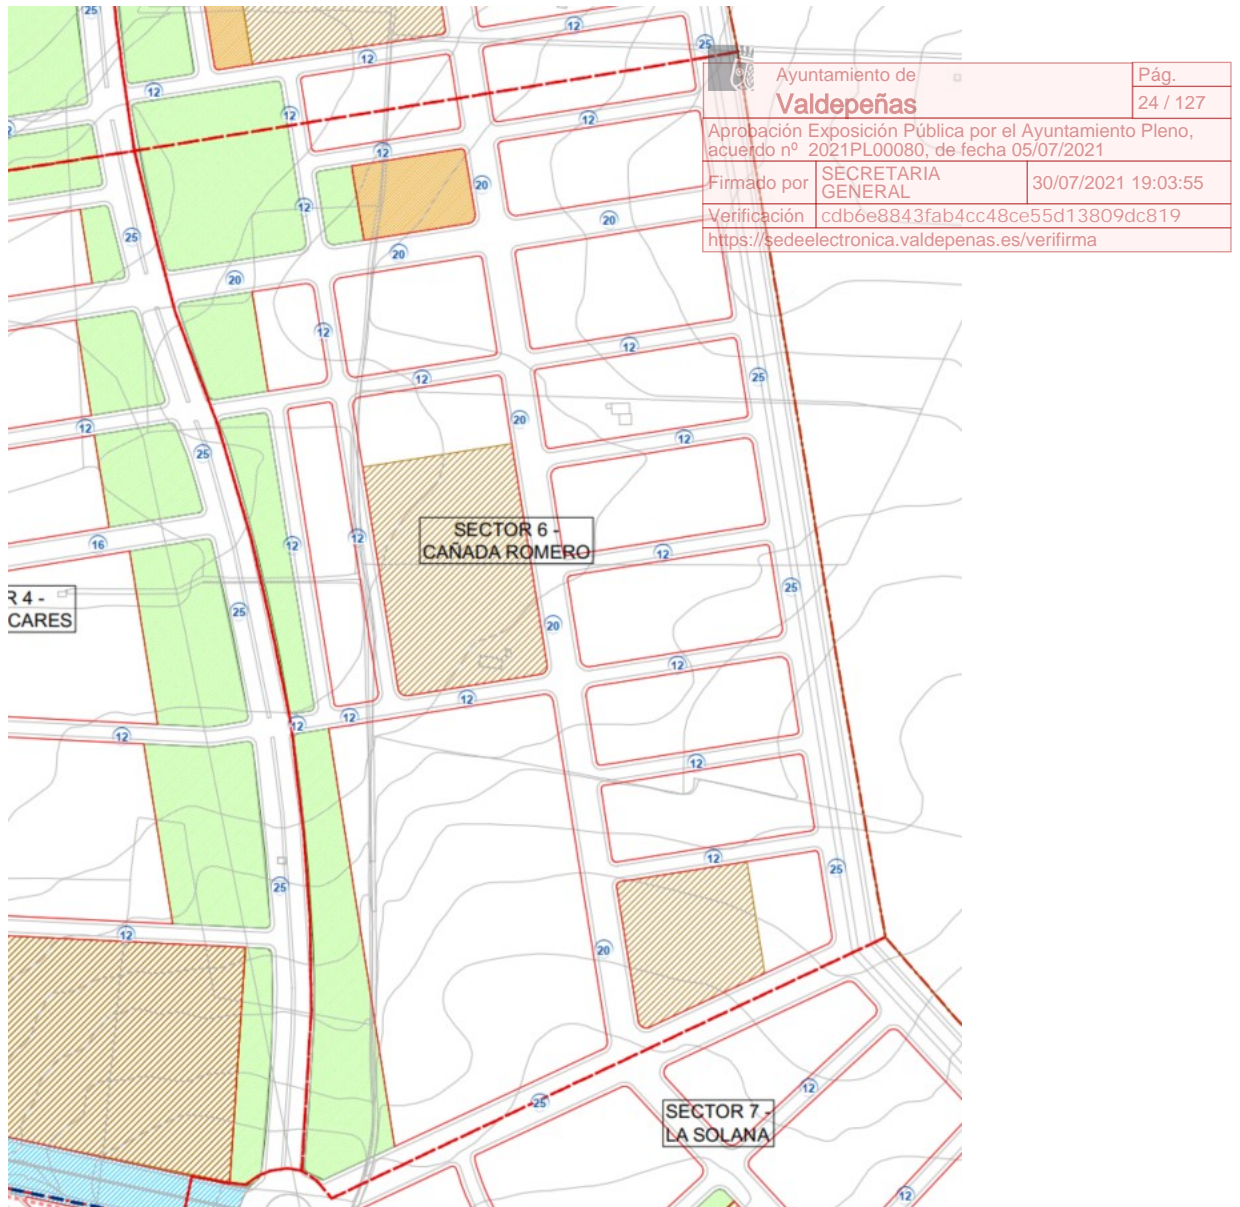 Ayuntamiento de
Valdepeñas
Pág.
24 / 127
Aprobación Exposición Pública por el Ayuntamiento Pleno,
acuerdo nº 2021PL00080, de fecha 05/07/2021
Firmado por
SECRETARIA
GENERAL
30/07/2021 19:03:55
Verificación
cdb6e8843fab4cc48ce55d13809dc819
https://sedeelectronica.valdepenas.es/verifirma
25
12
25
12
12
12
12
12
12
20
12
20
25
20
20
12
12
12
25
12
20
12
25
12
16
12
12
12
SECTOR 6 -
CAÑADA ROMERO
25
R 4 -
CARES
25
20
12
12
12
12
12
12
12
25
25
12
20
25
12
SECTOR 7 -
LA SOLANA
12